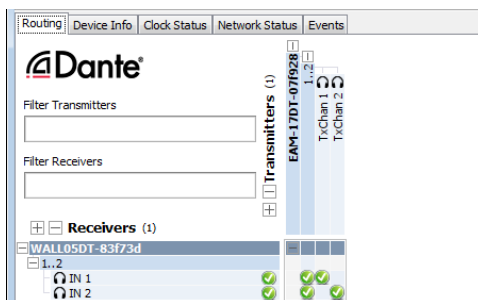 Routing Device Info Clock Status Network Status Events
Dante®
Filter Transmitters
Filter Receivers
Transmitters (1)
EAM-17DT-07f928
1..2
TxChan 1
TxChan 2
Receivers (1)
WALL05DT-83f73d
1..2
IN 1
IN 2